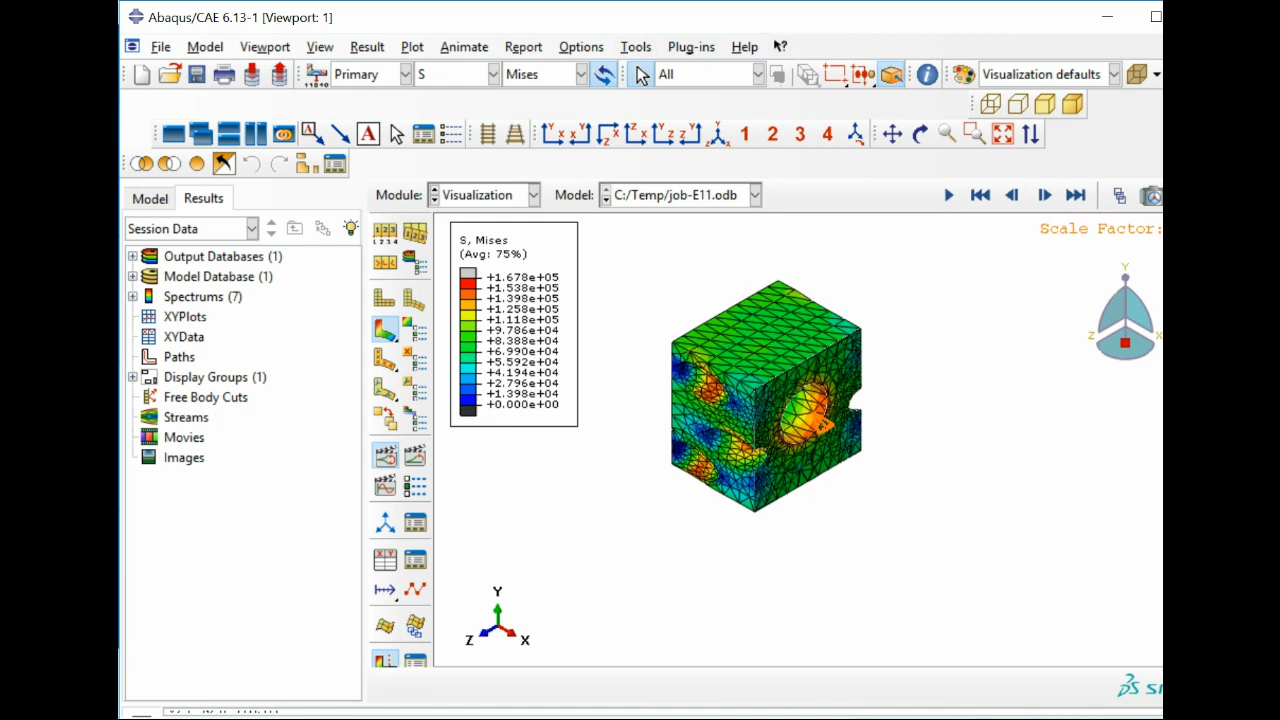 Abaqus/CAE 6.13-1 [Viewport: 1]
File Model Viewport View Result Plot Animate Report Options Tools Plug-ins Help ?
Primary S Mises All Visualization defaults
1 2 3 4
Model Results Module: Visualization Model: C:/Temp/job-E11.odb
Session Data
Output Databases (1)
Model Database (1)
Spectrums (7)
XYPlots
XYData
Paths
Display Groups (1)
Free Body Cuts
Streams
Movies
Images
S, Mises
(Avg: 75%)
+1.678e+05
+1.538e+05
+1.398e+05
+1.258e+05
+1.118e+05
+9.786e+04
+8.388e+04
+6.990e+04
+5.592e+04
+4.194e+04
+2.796e+04
+1.398e+04
+0.000e+00
Scale Factor:
Y
Z X
Y
Z X